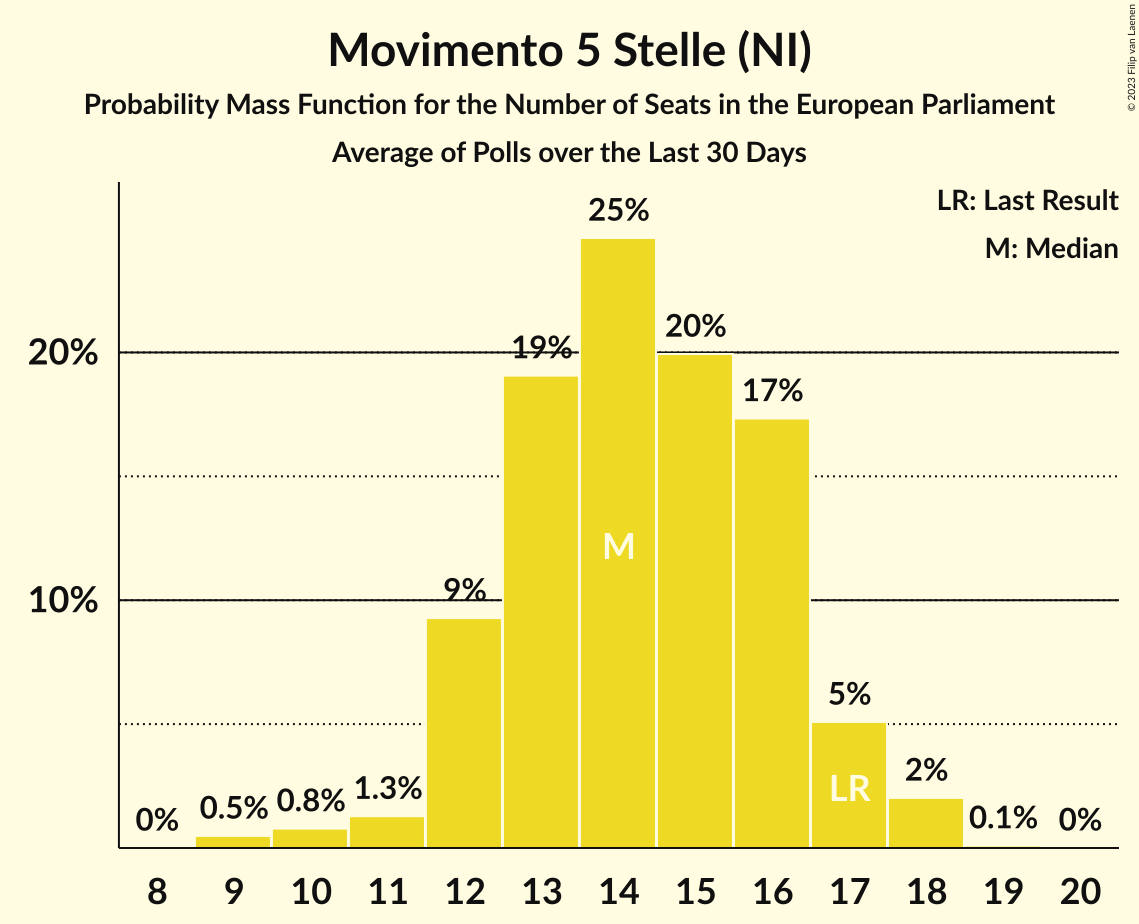 Movimento 5 Stelle (NI)
Probability Mass Function for the Number of Seats in the European Parliament
Average of Polls over the Last 30 Days
© 2023 Filip van Laenen
LR: Last Result
M: Median
25%
20%
19%
20%
17%
M
10%
9%
5%
LR
2%
0%
0.5%
0.8%
1.3%
0.1%
0%
8 9 10 11 12 13 14 15 16 17 18 19 20